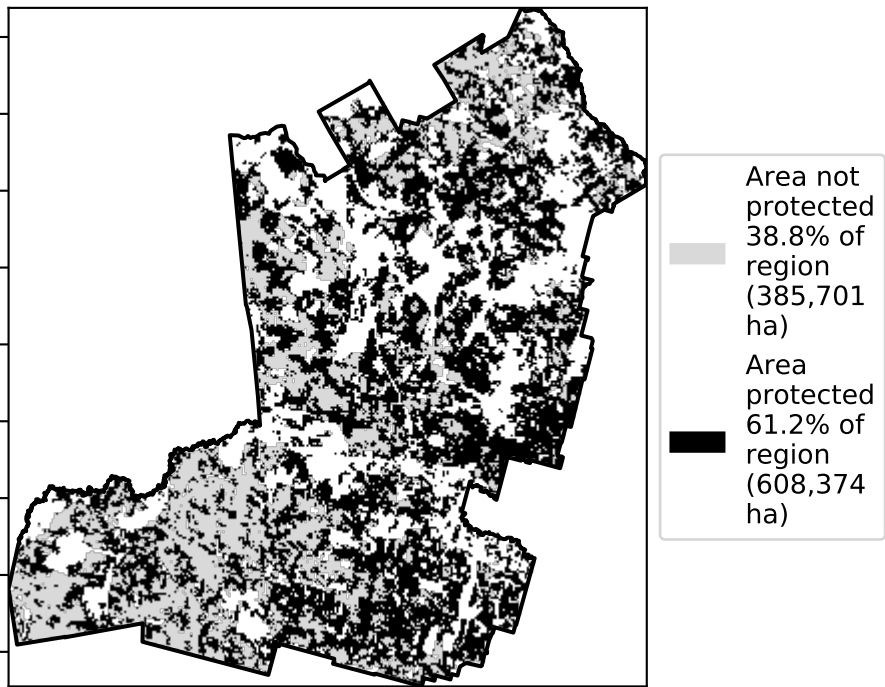 Area not
protected
38.8% of
region
(385,701
ha)
Area
protected
61.2% of
region
(608,374
ha)